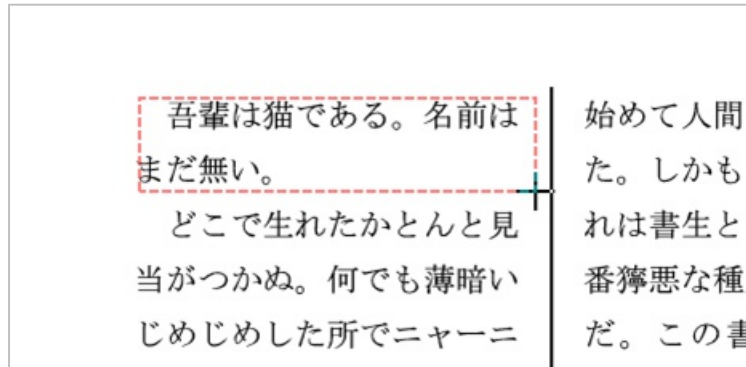 吾輩は猫である。名前は
まだ無い。
　どこで生れたかとんと見
当がつかぬ。何でも薄暗い
じめじめした所でニャーニ
始めて人間
た。しかも
れは書生と
番獰悪な種
だ。この書